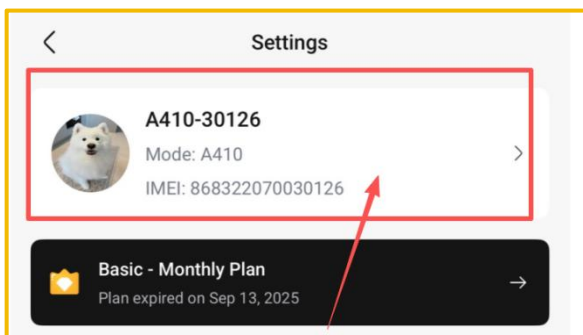 Settings
A410-30126
Mode: A410
IMEI: 868322070030126
Basic - Monthly Plan
Plan expired on Sep 13, 2025